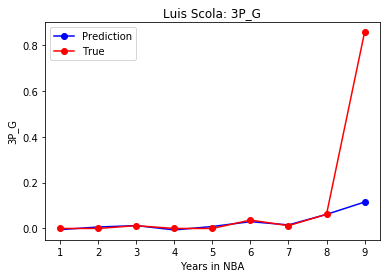 Luis Scola: 3P_G
Prediction
True
3P_G
0.8
0.6
0.4
0.2
0.0
1 2 3 4 5 6 7 8 9
Years in NBA